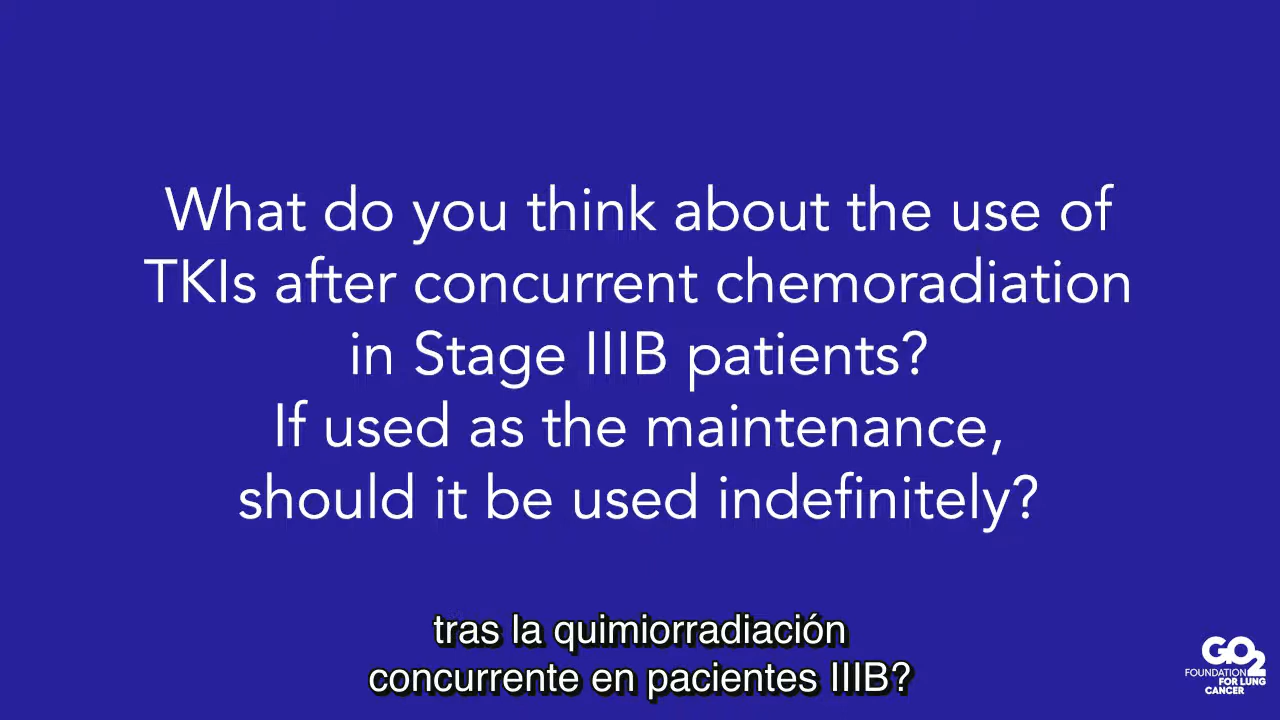 What do you think about the use of
TKIs after concurrent chemoradiation
in Stage IIIB patients?
If used as the maintenance,
should it be used indefinitely?
tras la quimiorradiación
concurrente en pacientes IIIB?
GO2
FOUNDATION
FOR LUNG
CANCER